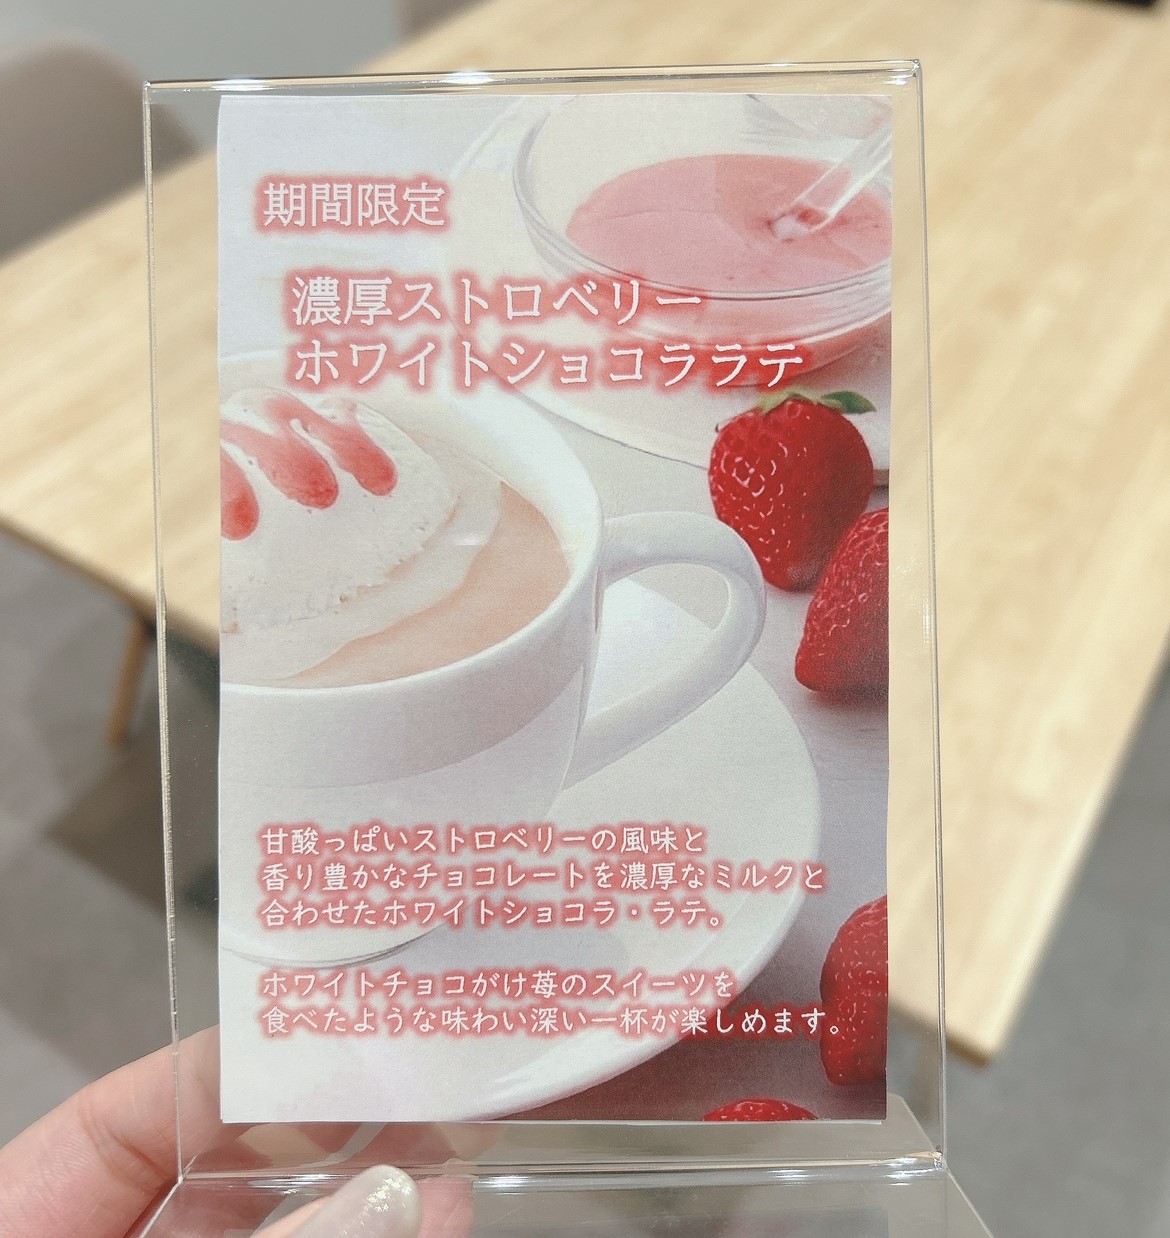 期間限定
濃厚ストロベリー
ホワイトショコララテ
甘酸っぱいストロベリーの風味と
香り豊かなチョコレートを濃厚なミルクと
合わせたホワイトショコラ・ラテ。
ホワイトチョコがけ苺のスイーツを
食べたような味わい深い一杯が楽しめます。